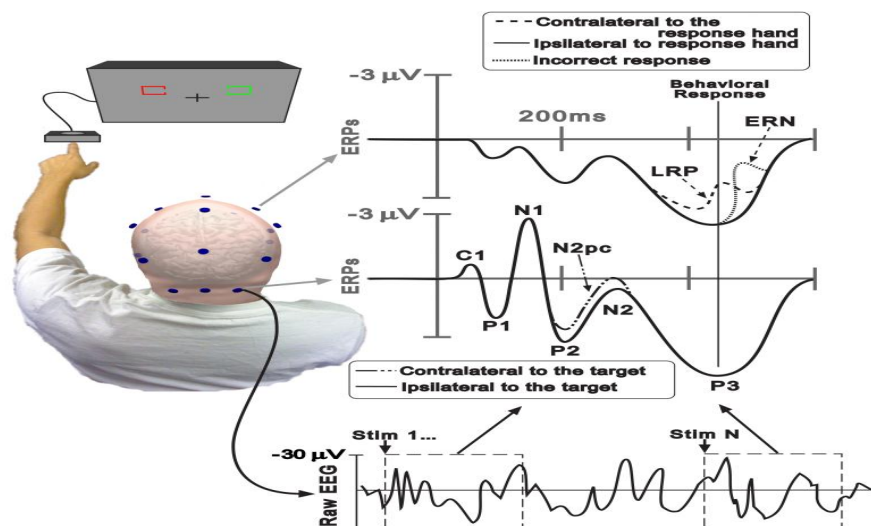 Contralateral to the
response hand
Ipsilateral to response hand
Incorrect response
-3 µV
Behavioral
Response
200ms
ERPs
ERN
LRP
-3 µV
N1
C1
N2pc
ERPs
P1
N2
P2
P3
Contralateral to the target
Ipsilateral to the target
Stim 1...
Stim N
-30 µV
Raw EEG